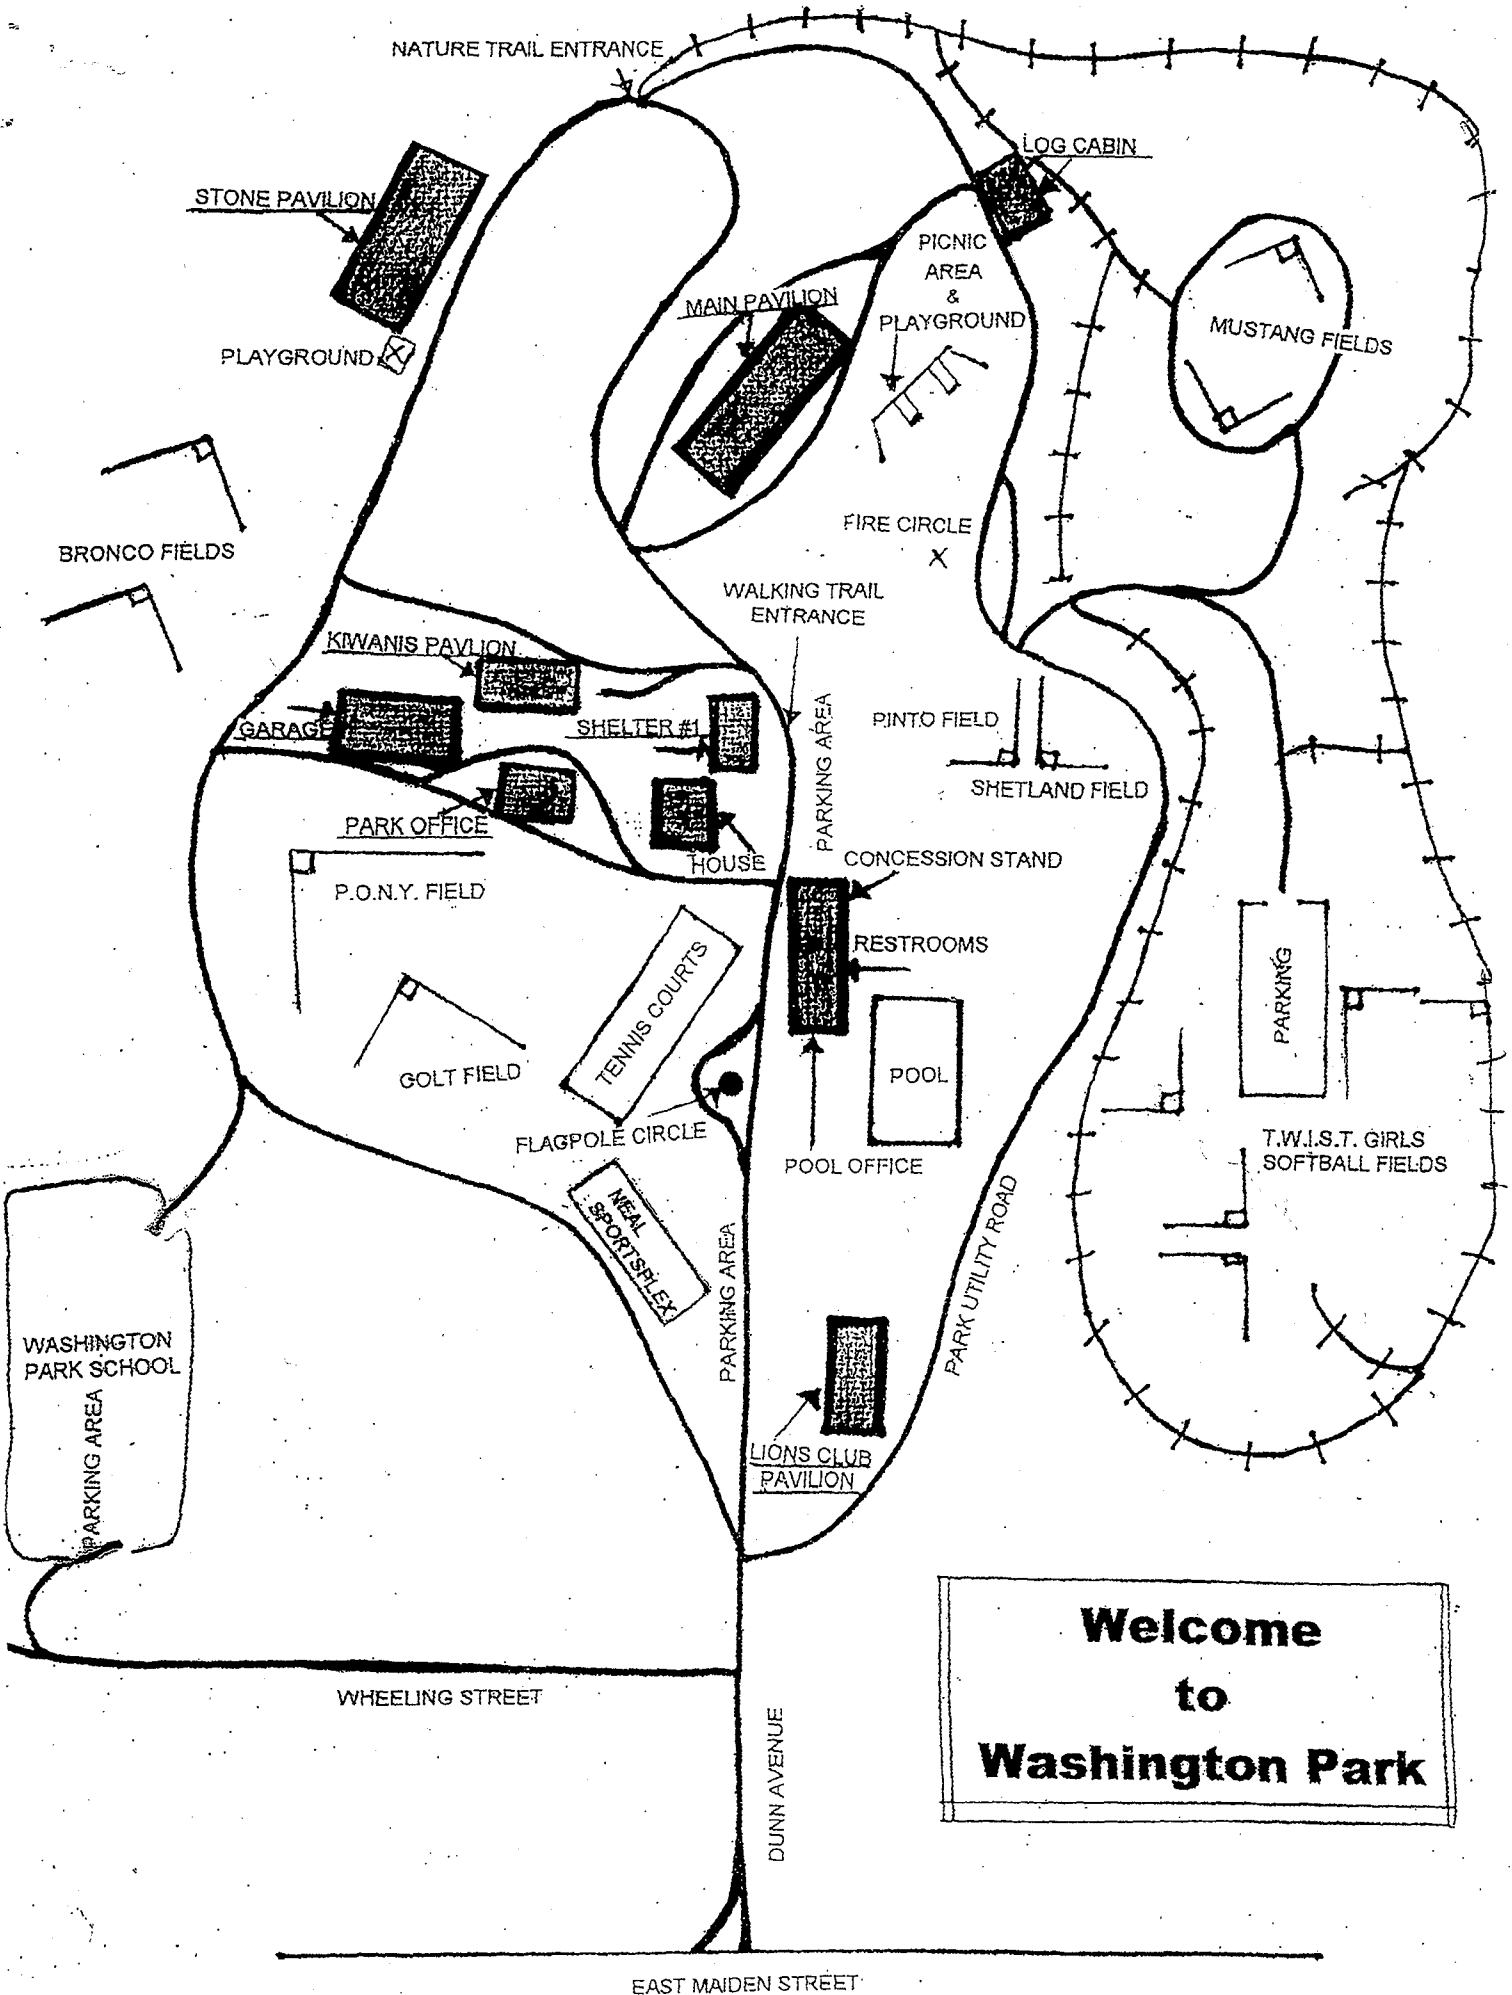 NATURE TRAIL ENTRANCE
LOG CABIN
STONE PAVILION
PICNIC
AREA
&
PLAYGROUND
MAIN PAVILION
MUSTANG FIELDS
PLAYGROUND
FIRE CIRCLE
BRONCO FIELDS
WALKING TRAIL
ENTRANCE
KIWANIS PAVLION
PARKING AREA
PINTO FIELD
GARAGE
SHELTER #1
SHETLAND FIELD
PARK OFFICE
HOUSE
CONCESSION STAND
P.O.N.Y. FIELD
RESTROOMS
TENNIS COURTS
PARKING
GOLT FIELD
POOL
FLAGPOLE CIRCLE
POOL OFFICE
T.W.I.S.T. GIRLS
SOFTBALL FIELDS
NEAL
SPORTSPLEX
PARKING AREA
PARK UTILITY ROAD
WASHINGTON
PARK SCHOOL
PARKING AREA
LIONS CLUB
PAVILION
Welcome
to
Washington Park
WHEELING STREET
DUNN AVENUE
EAST MAIDEN STREET